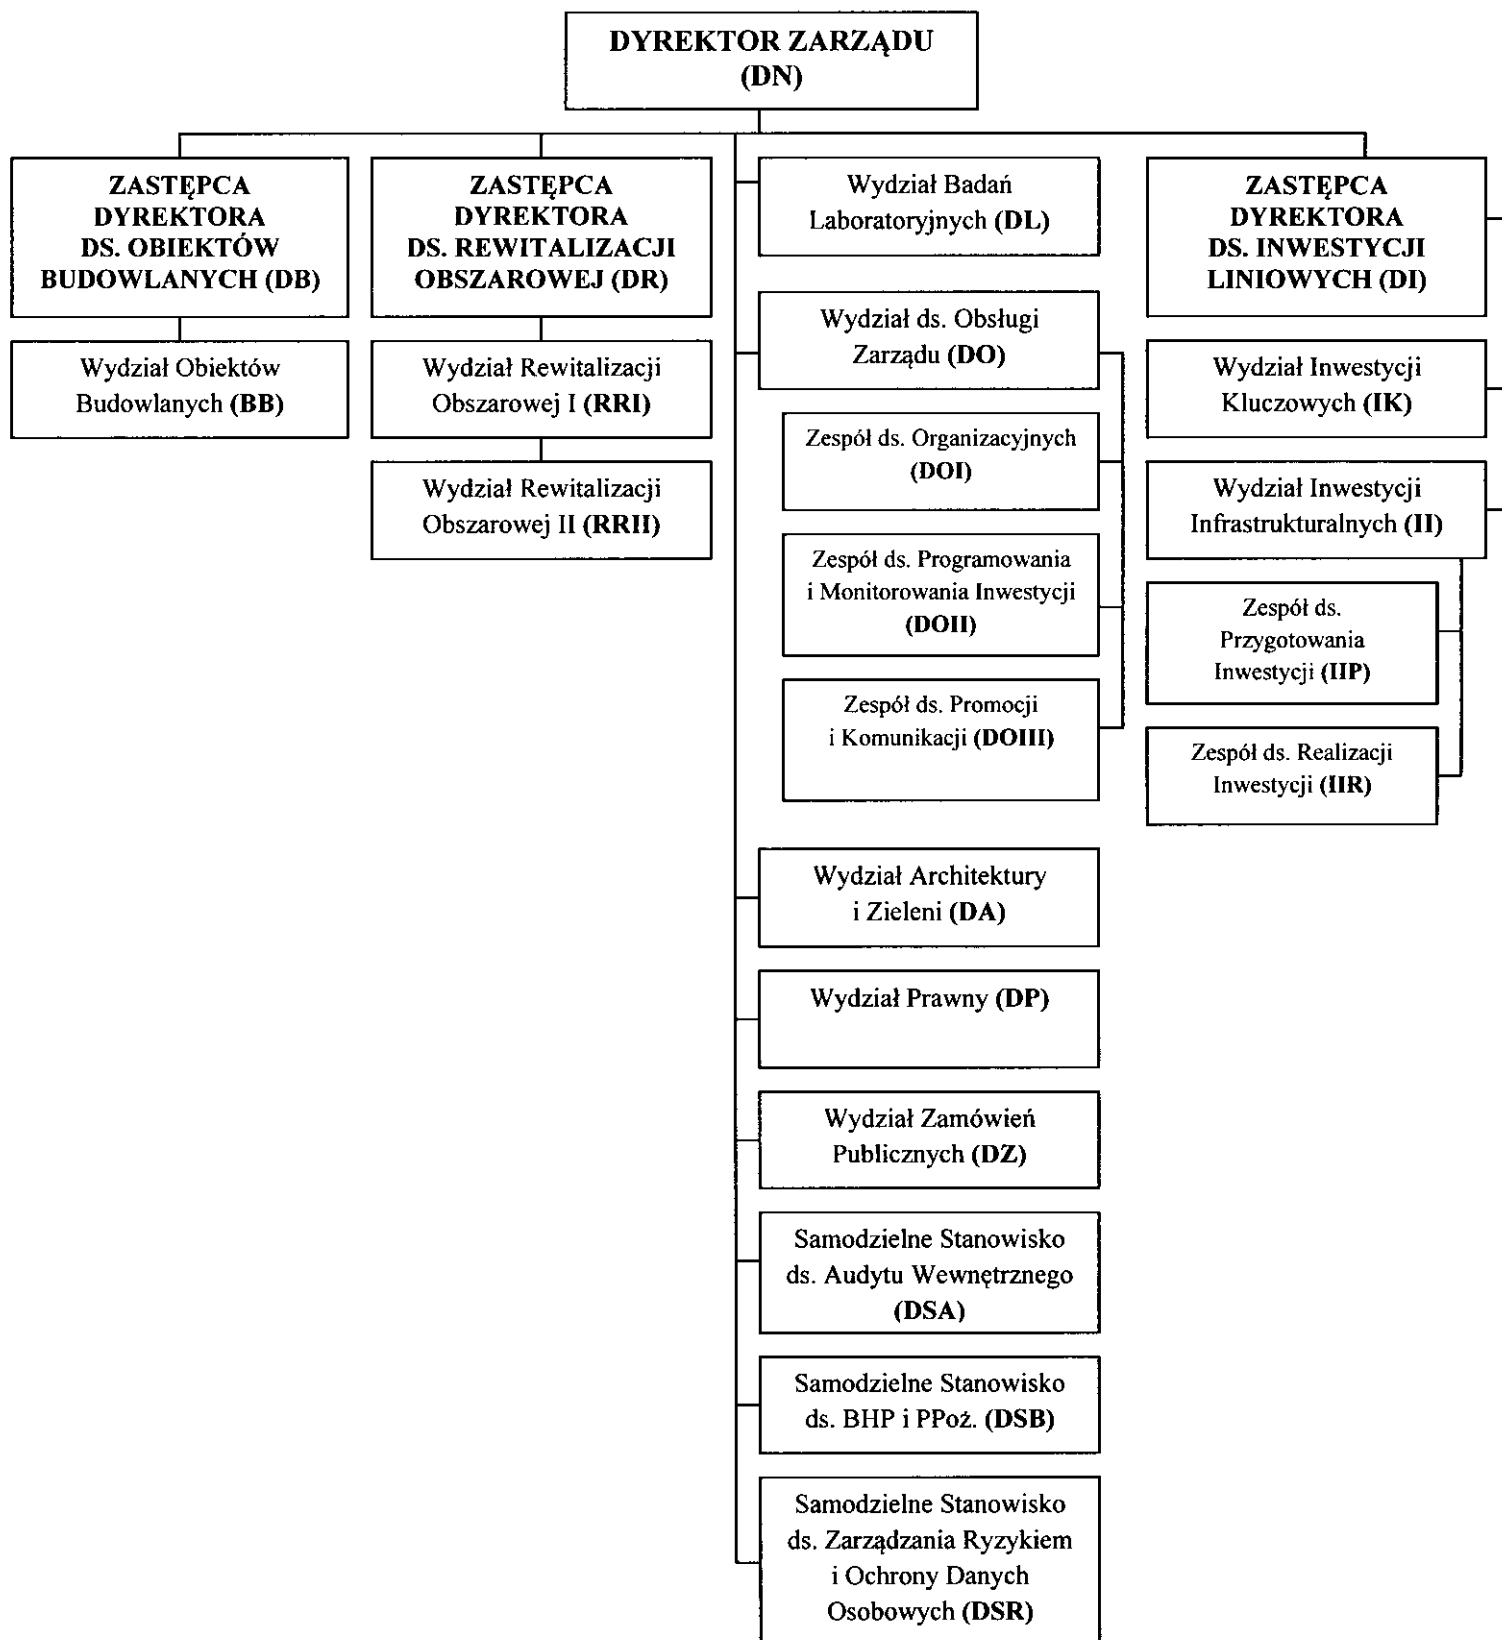 DYREKTOR ZARZĄDU
(DN)
ZASTĘPCA
DYREKTORA
DS. OBIEKTÓW
BUDOWLANYCH (DB)
Wydział Obiektów
Budowlanych (BB)
ZASTĘPCA
DYREKTORA
DS. REWITALIZACJI
OBSZAROWEJ (DR)
Wydział Rewitalizacji
Obszarowej I (RRI)
Wydział Rewitalizacji
Obszarowej II (RRII)
Wydział Badań
Laboratoryjnych (DL)
Wydział ds. Obsługi
Zarządu (DO)
Zespół ds. Organizacyjnych
(DOI)
Zespół ds. Programowania
i Monitorowania Inwestycji
(DOII)
Zespół ds. Promocji
i Komunikacji (DOIII)
Wydział Architektury
i Zieleni (DA)
Wydział Prawny (DP)
Wydział Zamówień
Publicznych (DZ)
Samodzielne Stanowisko
ds. Audytu Wewnętrznego
(DSA)
Samodzielne Stanowisko
ds. BHP i PPoż. (DSB)
Samodzielne Stanowisko
ds. Zarządzania Ryzykiem
i Ochrony Danych
Osobowych (DSR)
ZASTĘPCA
DYREKTORA
DS. INWESTYCJI
LINIOWYCH (DI)
Wydział Inwestycji
Kluczowych (IK)
Wydział Inwestycji
Infrastrukturalnych (II)
Zespół ds.
Przygotowania
Inwestycji (IIP)
Zespół ds. Realizacji
Inwestycji (IIR)